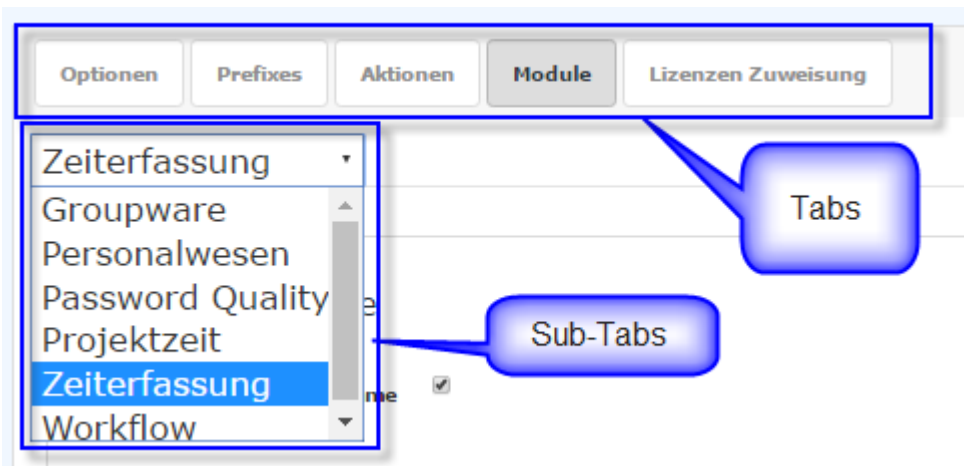 Optionen Prefixes Aktionen Module Lizenzen Zuweisung
Zeiterfassung
Groupware
Personalwesen
Password Quality
Projektzeit
Zeiterfassung
Workflow
Tabs
Sub-Tabs